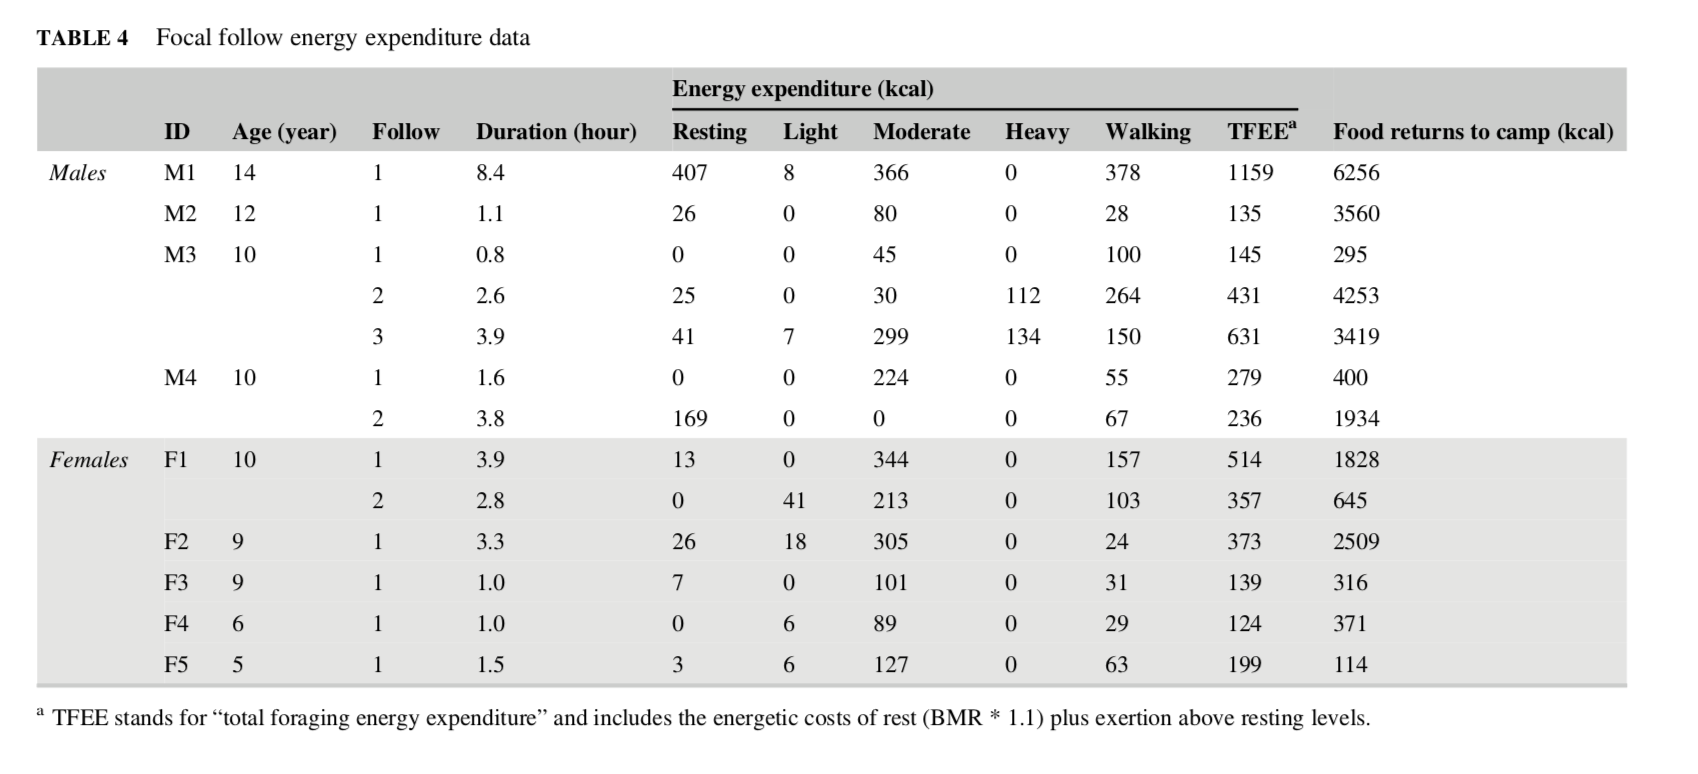 TABLE 4 Focal follow energy expenditure data
Energy expenditure (kcal)
ID Age (year) Follow Duration (hour) Resting Light Moderate Heavy Walking TFEEª Food returns to camp (kcal)
Males M1 14 1 8.4 407 8 366 0 378 1159 6256
M2 12 1 1.1 26 0 80 0 28 135 3560
M3 10 1 0.8 0 0 45 0 100 145 295
2 2.6 25 0 30 112 264 431 4253
3 3.9 41 7 299 134 150 631 3419
M4 10 1 1.6 0 0 224 0 55 279 400
2 3.8 169 0 0 0 67 236 1934
Females F1 10 1 3.9 13 0 344 0 157 514 1828
2 2.8 0 41 213 0 103 357 645
F2 9 1 3.3 26 18 305 0 24 373 2509
F3 9 1 1.0 7 0 101 0 31 139 316
F4 6 1 1.0 0 6 89 0 29 124 371
F5 5 1 1.5 3 6 127 0 63 199 114
ª TFEE stands for “total foraging energy expenditure” and includes the energetic costs of rest (BMR * 1.1) plus exertion above resting levels.